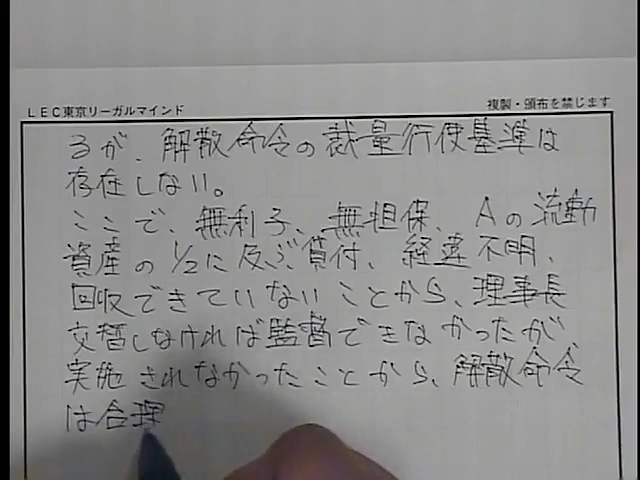 LEC東京リーガルマインド
複製・頒布を禁じます
るが、解散命令の裁量行使基準は
存在しない。
ここで、無利子、無担保、Aの流動
資産の1/2に及ぶ貸付、経運不明、
回収できていないことから、理事長
交替しなければ監督できなかったが、
実施されなかったことから、解散命令
は合理